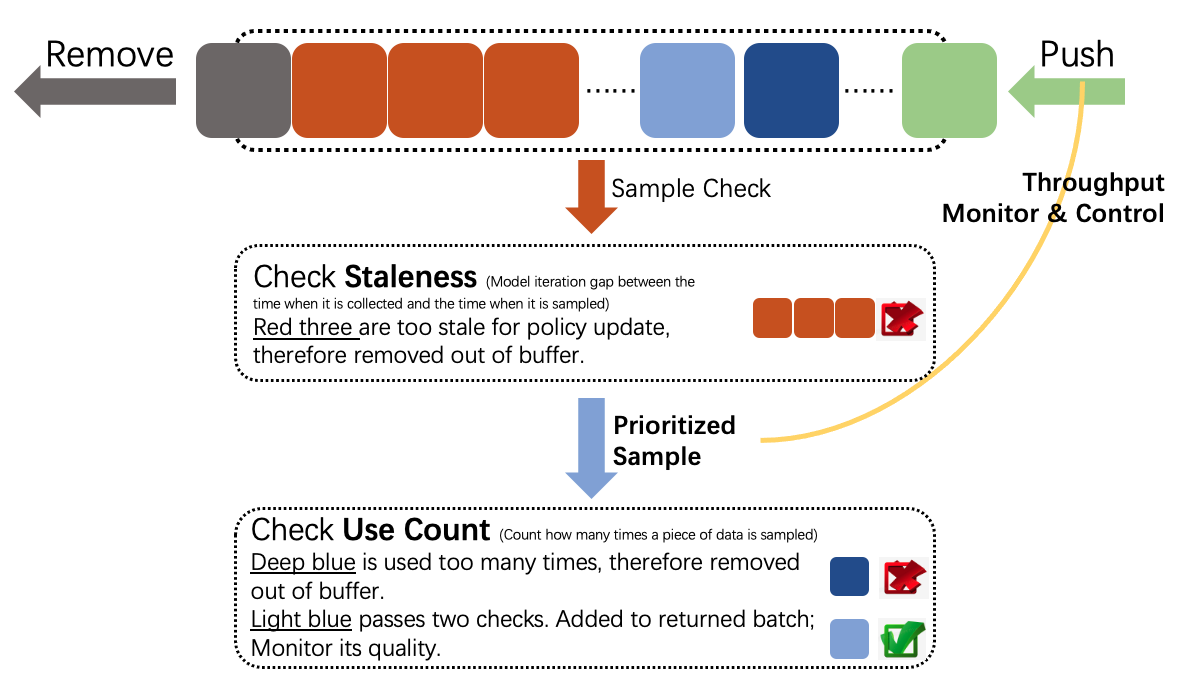 Remove
Push
······
······
Sample Check
Throughput
Monitor & Control
Check Staleness (Model iteration gap between the
time when it is collected and the time when it is sampled)
Red three are too stale for policy update,
therefore removed out of buffer.
Prioritized
Sample
Check Use Count (Count how many times a piece of data is sampled)
Deep blue is used too many times, therefore removed
out of buffer.
Light blue passes two checks. Added to returned batch;
Monitor its quality.